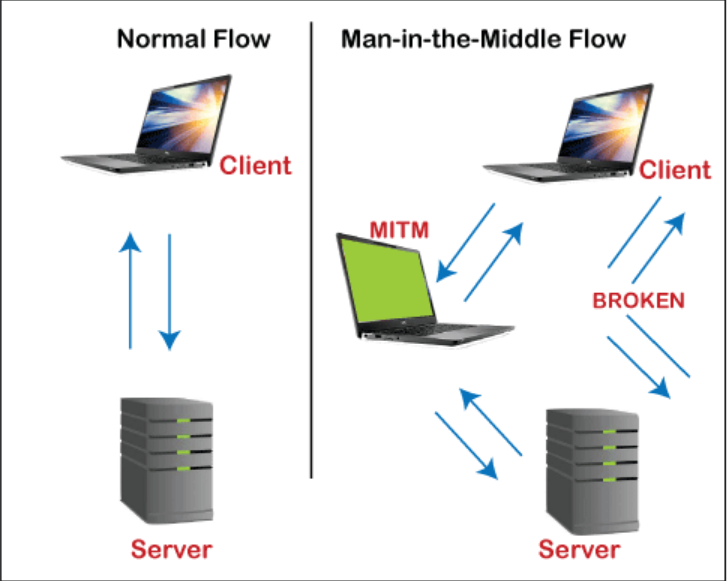 Normal Flow
Man-in-the-Middle Flow
Client
Client
MITM
BROKEN
Server
Server